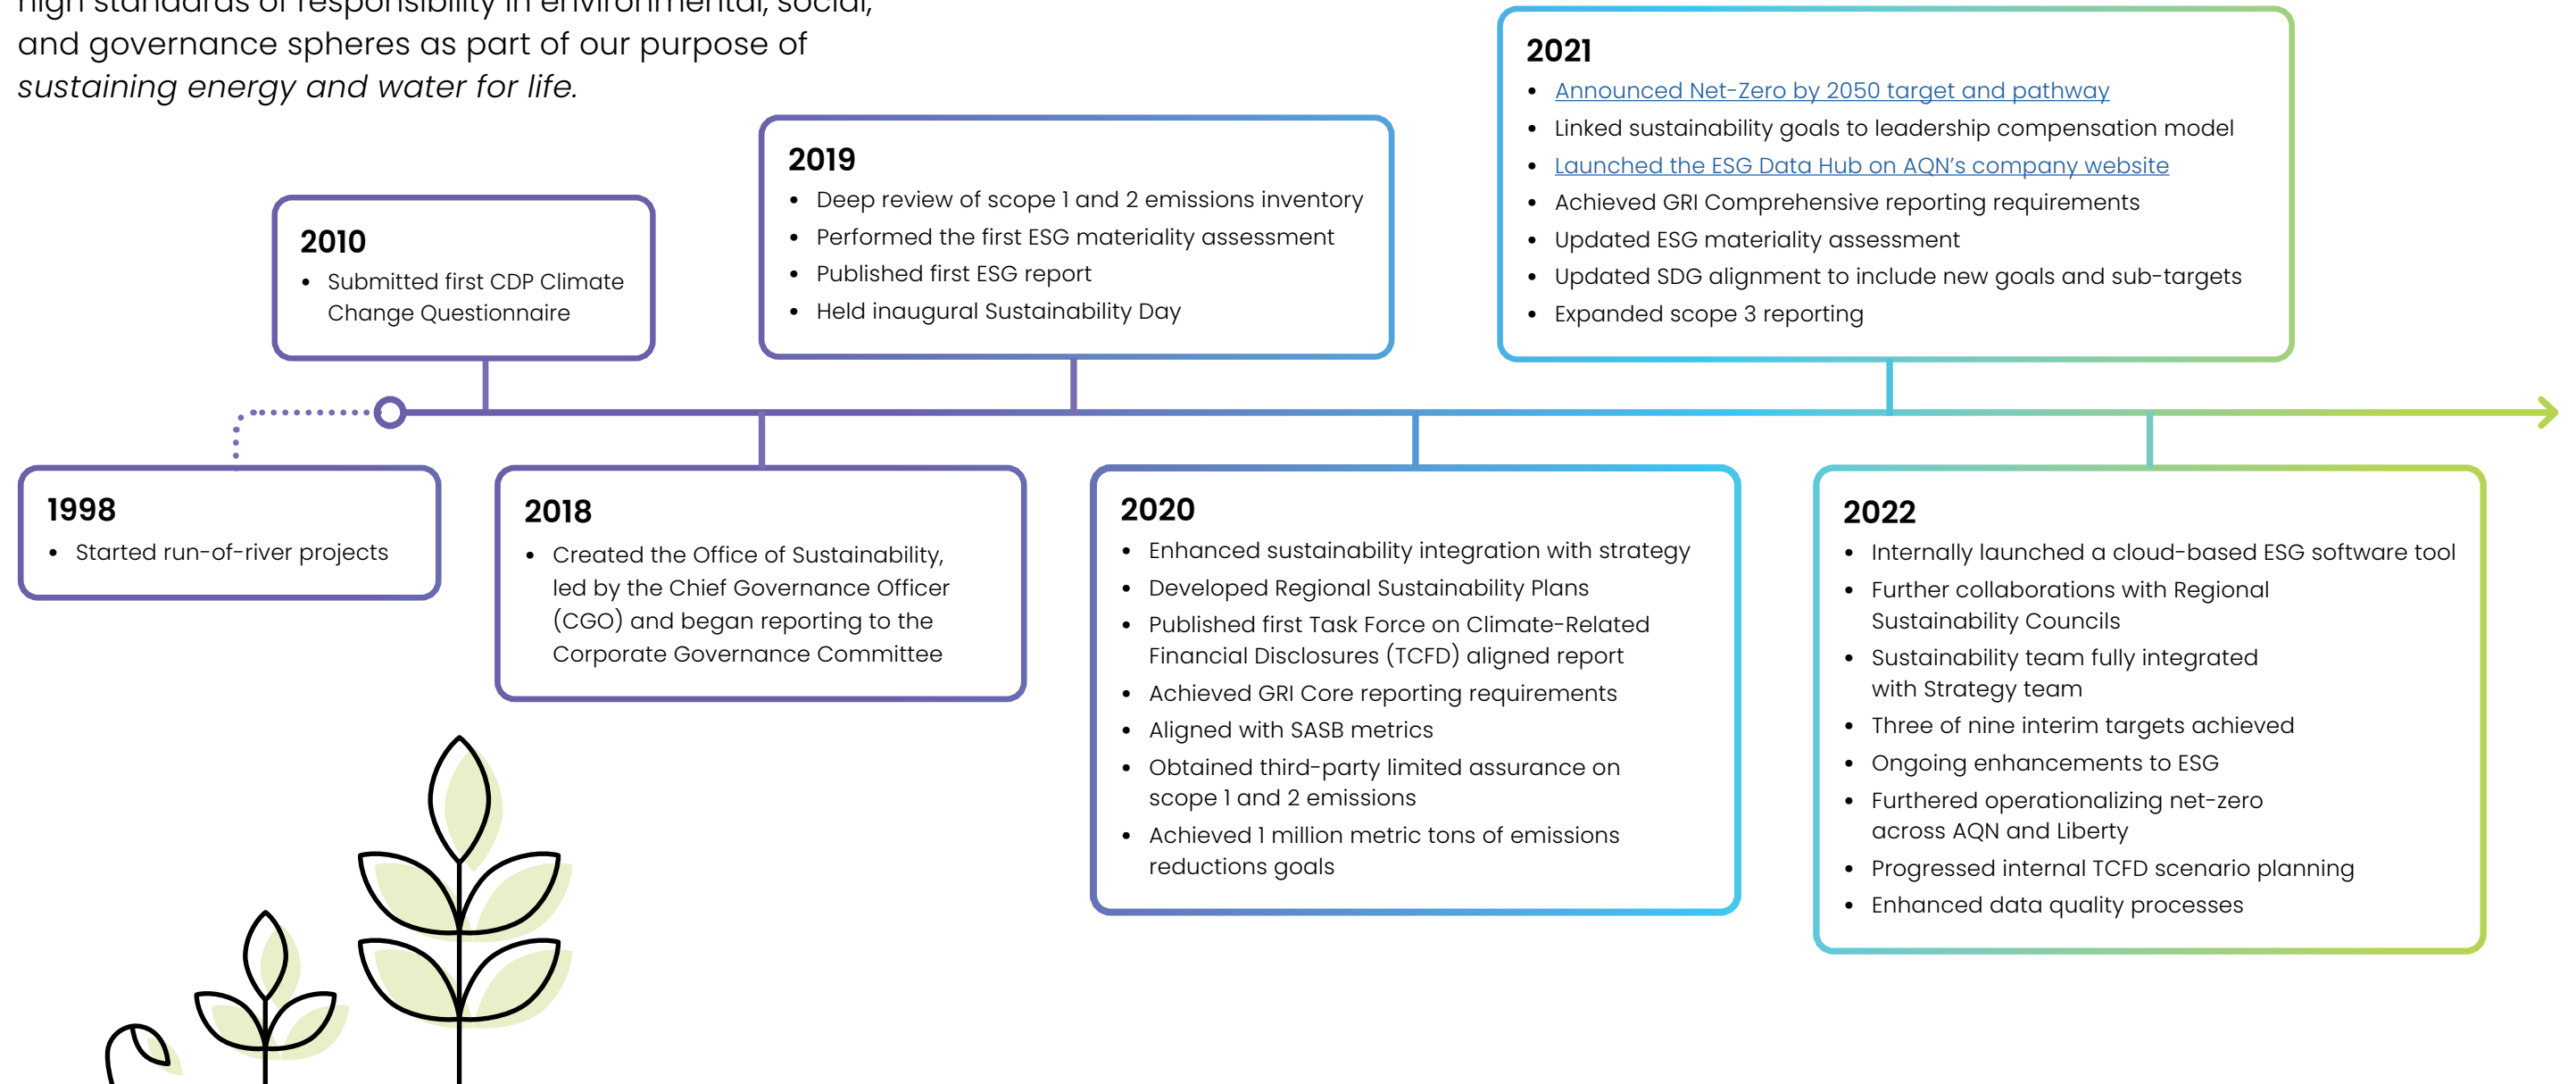 high standards of responsibility in environmental, social,
and governance spheres as part of our purpose of
sustaining energy and water for life.
1998
• Started run-of-river projects
2010
• Submitted first CDP Climate
Change Questionnaire
2018
• Created the Office of Sustainability,
led by the Chief Governance Officer
(CGO) and began reporting to the
Corporate Governance Committee
2019
• Deep review of scope 1 and 2 emissions inventory
• Performed the first ESG materiality assessment
• Published first ESG report
• Held inaugural Sustainability Day
2020
• Enhanced sustainability integration with strategy
• Developed Regional Sustainability Plans
• Published first Task Force on Climate-Related
Financial Disclosures (TCFD) aligned report
• Achieved GRI Core reporting requirements
• Aligned with SASB metrics
• Obtained third-party limited assurance on
scope 1 and 2 emissions
• Achieved 1 million metric tons of emissions
reductions goals
2021
• Announced Net-Zero by 2050 target and pathway
• Linked sustainability goals to leadership compensation model
• Launched the ESG Data Hub on AQN’s company website
• Achieved GRI Comprehensive reporting requirements
• Updated ESG materiality assessment
• Updated SDG alignment to include new goals and sub-targets
• Expanded scope 3 reporting
2022
• Internally launched a cloud-based ESG software tool
• Further collaborations with Regional
Sustainability Councils
• Sustainability team fully integrated
with Strategy team
• Three of nine interim targets achieved
• Ongoing enhancements to ESG
• Furthered operationalizing net-zero
across AQN and Liberty
• Progressed internal TCFD scenario planning
• Enhanced data quality processes